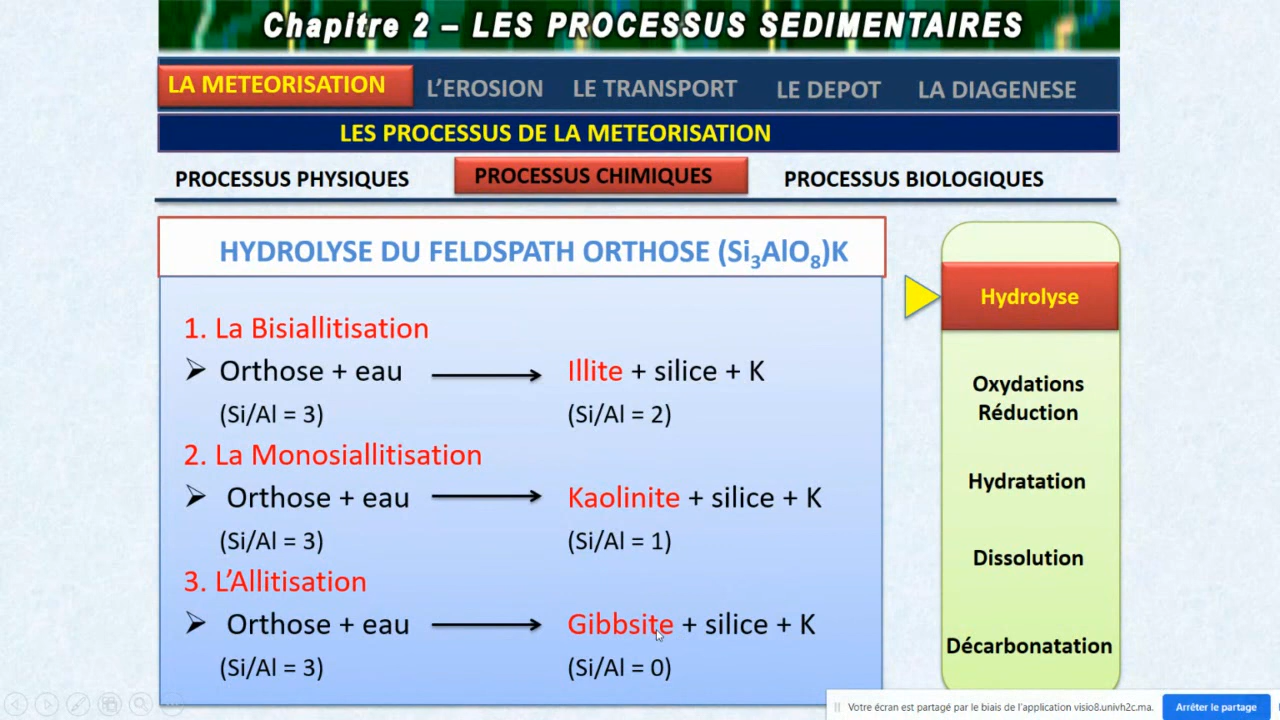 Chapitre 2 – LES PROCESSUS SEDIMENTAIRES
LA METEORISATION L'EROSION LE TRANSPORT LE DEPOT LA DIAGENESE
LES PROCESSUS DE LA METEORISATION
PROCESSUS PHYSIQUES PROCESSUS CHIMIQUES PROCESSUS BIOLOGIQUES
HYDROLYSE DU FELDSPATH ORTHOSE (Si₃AlO₈)K
1. La Bisiallitisation
➢ Orthose + eau ⟶ Illite + silice + K
(Si/Al = 3) (Si/Al = 2)
2. La Monosiallitisation
➢ Orthose + eau ⟶ Kaolinite + silice + K
(Si/Al = 3) (Si/Al = 1)
3. L'Allitisation
➢ Orthose + eau ⟶ Gibbsite + silice + K
(Si/Al = 3) (Si/Al = 0)
Hydrolyse
Oxydations
Réduction
Hydratation
Dissolution
Décarbonatation
Votre écran est partagé par le biais de l'application visio8.univh2c.ma. Arrêter le partage